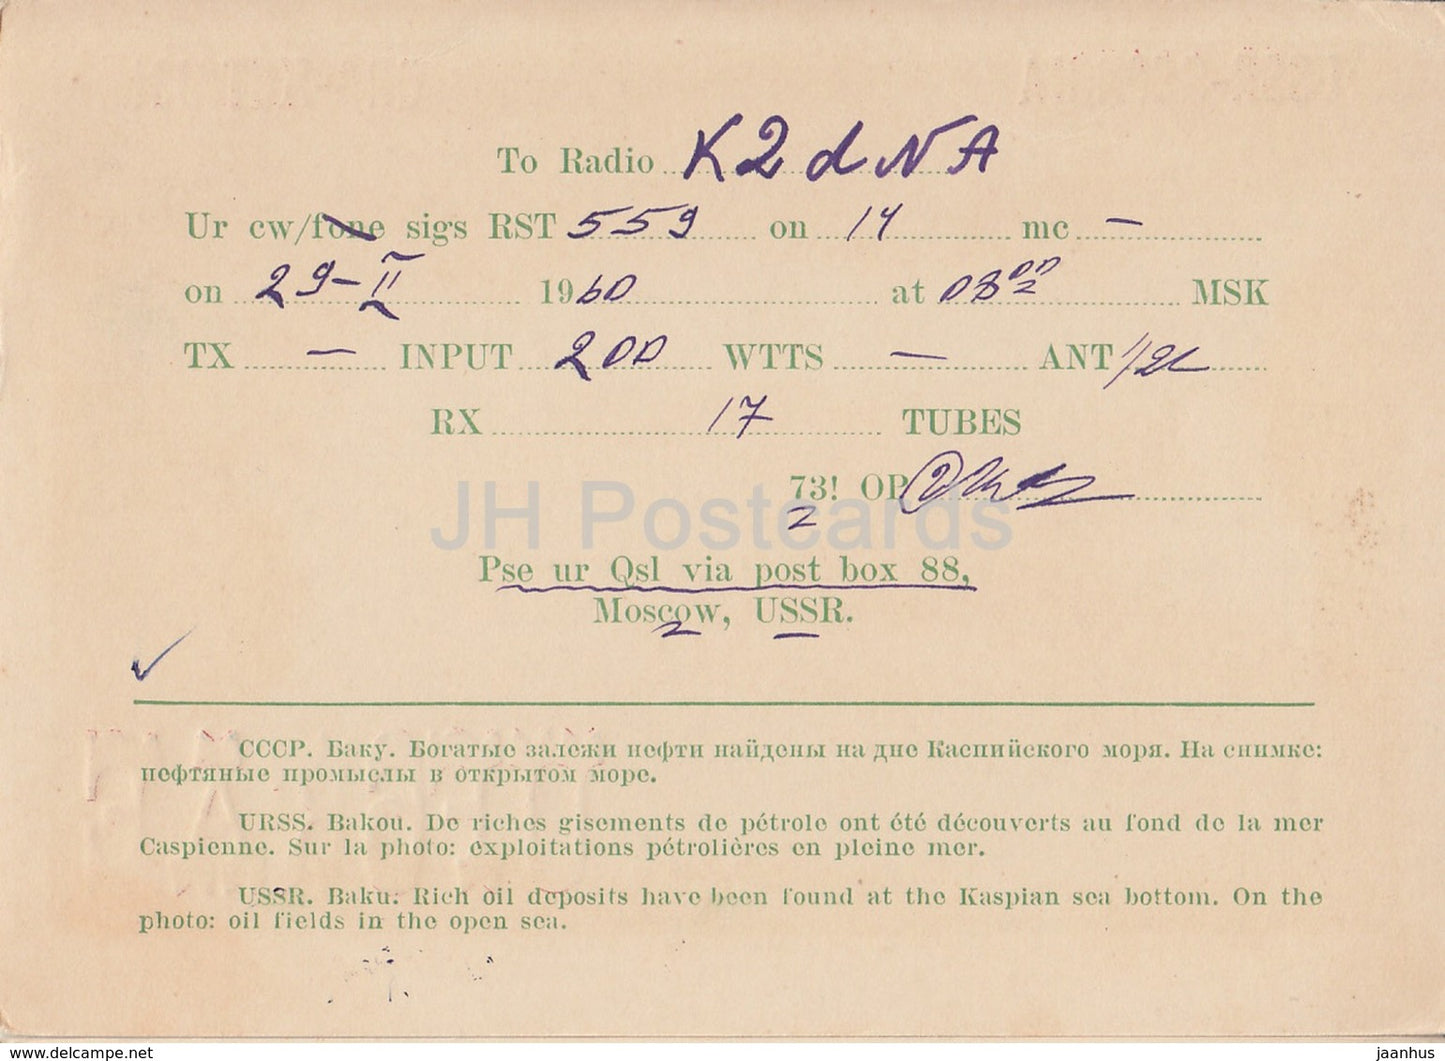 To Radio K2dNA
Ur cw/fone sigs RST 559 on 14 mc —
on 29-II 1960 at 08 00 MSK
TX — INPUT 200 WTTS — ANT
RX 17 TUBES
73! OP
JH Postcards
Pse ur Qsl via post box 88,
Moscow, USSR.
СССР. Баку. Богатые залежи нефти найдены на дне Каспийского моря. На снимке:
нефтяные промыслы в открытом море.
URSS. Bakou. De riches gisements de pétrole ont été découverts au fond de la mer
Caspienne. Sur la photo: exploitations pétrolières en pleine mer.
USSR. Baku. Rich oil deposits have been found at the Kaspian sea bottom. On the
photo: oil fields in the open sea.
www.delcampe.net
jaanhus